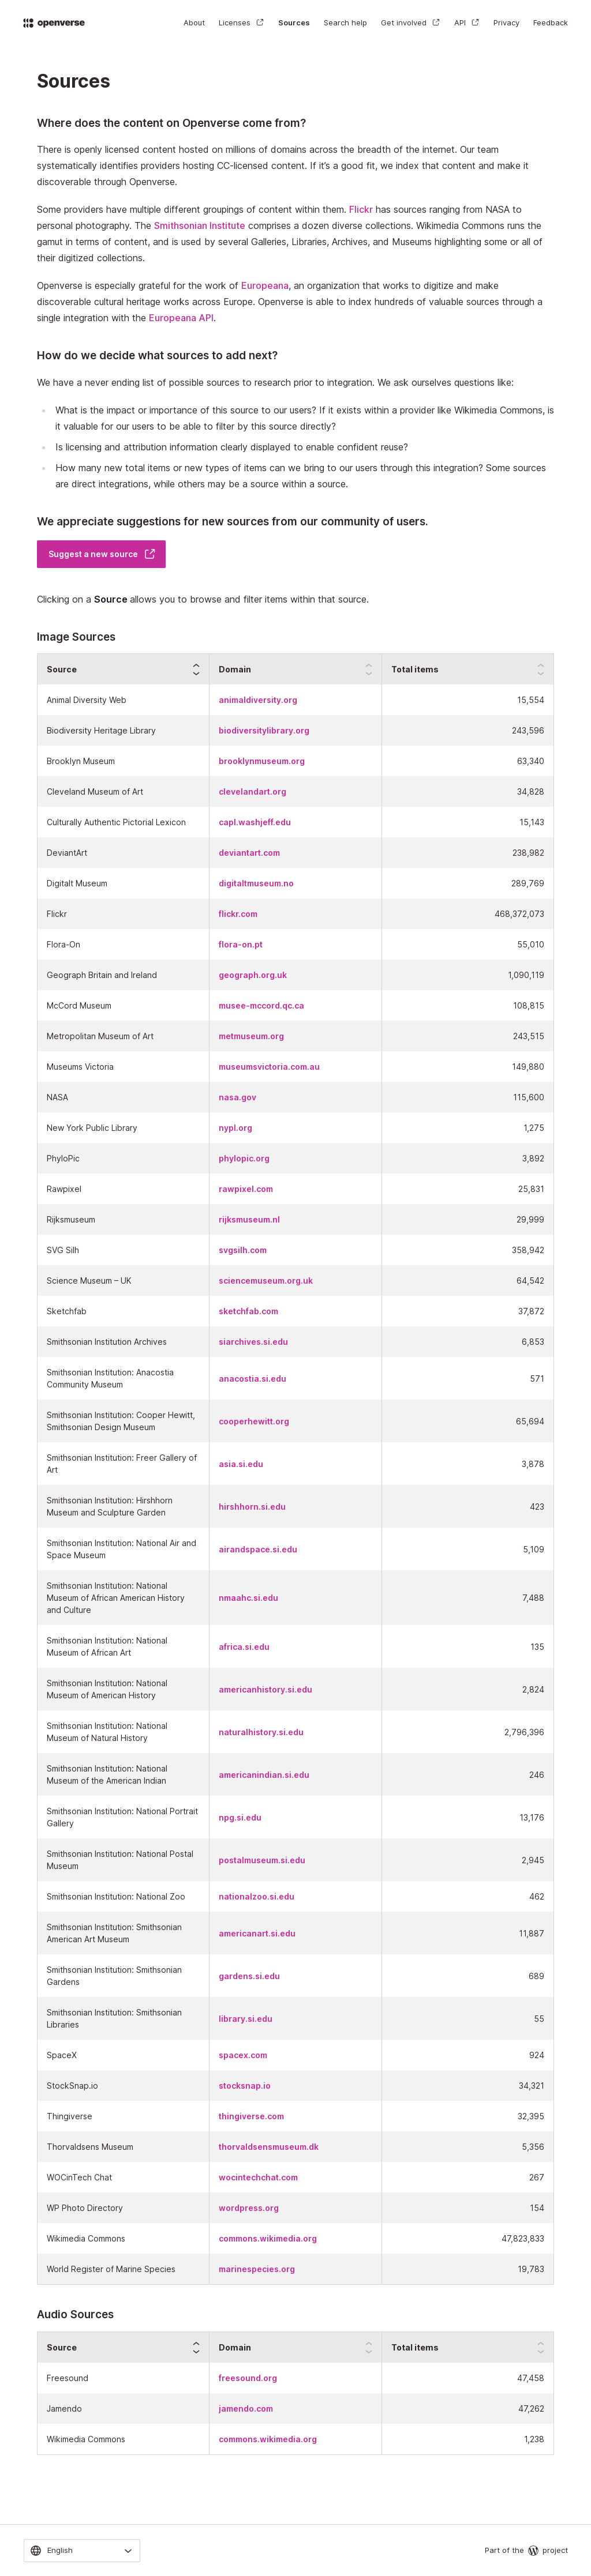 openverse
About
Licenses
Sources
Search help
Get involved
API
Privacy
Feedback
Sources
Where does the content on Openverse come from?
There is openly licensed content hosted on millions of domains across the breadth of the internet. Our team
systematically identifies providers hosting CC-licensed content. If it’s a good fit, we index that content and make it
discoverable through Openverse.
Some providers have multiple different groupings of content within them. Flickr has sources ranging from NASA to
personal photography. The Smithsonian Institute comprises a dozen diverse collections. Wikimedia Commons runs the
gamut in terms of content, and is used by several Galleries, Libraries, Archives, and Museums highlighting some or all of
their digitized collections.
Openverse is especially grateful for the work of Europeana, an organization that works to digitize and make
discoverable cultural heritage works across Europe. Openverse is able to index hundreds of valuable sources through a
single integration with the Europeana API.
How do we decide what sources to add next?
We have a never ending list of possible sources to research prior to integration. We ask ourselves questions like:
What is the impact or importance of this source to our users? If it exists within a provider like Wikimedia Commons, is
it valuable for our users to be able to filter by this source directly?
Is licensing and attribution information clearly displayed to enable confident reuse?
How many new total items or new types of items can we bring to our users through this integration? Some sources
are direct integrations, while others may be a source within a source.
We appreciate suggestions for new sources from our community of users.
Suggest a new source
Clicking on a Source allows you to browse and filter items within that source.
Image Sources
Source Domain Total items
Animal Diversity Web animaldiversity.org 15,554
Biodiversity Heritage Library biodiversitylibrary.org 243,596
Brooklyn Museum brooklynmuseum.org 63,340
Cleveland Museum of Art clevelandart.org 34,828
Culturally Authentic Pictorial Lexicon capl.washjeff.edu 15,143
DeviantArt deviantart.com 238,982
Digitalt Museum digitaltmuseum.no 289,769
Flickr flickr.com 468,372,073
Flora-On flora-on.pt 55,010
Geograph Britain and Ireland geograph.org.uk 1,090,119
McCord Museum musee-mccord.qc.ca 108,815
Metropolitan Museum of Art metmuseum.org 243,515
Museums Victoria museumsvictoria.com.au 149,880
NASA nasa.gov 115,600
New York Public Library nypl.org 1,275
PhyloPic phylopic.org 3,892
Rawpixel rawpixel.com 25,831
Rijksmuseum rijksmuseum.nl 29,999
SVG Silh svgsilh.com 358,942
Science Museum – UK sciencemuseum.org.uk 64,542
Sketchfab sketchfab.com 37,872
Smithsonian Institution Archives siarchives.si.edu 6,853
Smithsonian Institution: Anacostia
Community Museum anacostia.si.edu 571
Smithsonian Institution: Cooper Hewitt,
Smithsonian Design Museum cooperhewitt.org 65,694
Smithsonian Institution: Freer Gallery of
Art asia.si.edu 3,878
Smithsonian Institution: Hirshhorn
Museum and Sculpture Garden hirshhorn.si.edu 423
Smithsonian Institution: National Air and
Space Museum airandspace.si.edu 5,109
Smithsonian Institution: National
Museum of African American History
and Culture nmaahc.si.edu 7,488
Smithsonian Institution: National
Museum of African Art africa.si.edu 135
Smithsonian Institution: National
Museum of American History americanhistory.si.edu 2,824
Smithsonian Institution: National
Museum of Natural History naturalhistory.si.edu 2,796,396
Smithsonian Institution: National
Museum of the American Indian americanindian.si.edu 246
Smithsonian Institution: National Portrait
Gallery npg.si.edu 13,176
Smithsonian Institution: National Postal
Museum postalmuseum.si.edu 2,945
Smithsonian Institution: National Zoo nationalzoo.si.edu 462
Smithsonian Institution: Smithsonian
American Art Museum americanart.si.edu 11,887
Smithsonian Institution: Smithsonian
Gardens gardens.si.edu 689
Smithsonian Institution: Smithsonian
Libraries library.si.edu 55
SpaceX spacex.com 924
StockSnap.io stocksnap.io 34,321
Thingiverse thingiverse.com 32,395
Thorvaldsens Museum thorvaldsensmuseum.dk 5,356
WOCinTech Chat wocintechchat.com 267
WP Photo Directory wordpress.org 154
Wikimedia Commons commons.wikimedia.org 47,823,833
World Register of Marine Species marinespecies.org 19,783
Audio Sources
Source Domain Total items
Freesound freesound.org 47,458
Jamendo jamendo.com 47,262
Wikimedia Commons commons.wikimedia.org 1,238
English
Part of the project